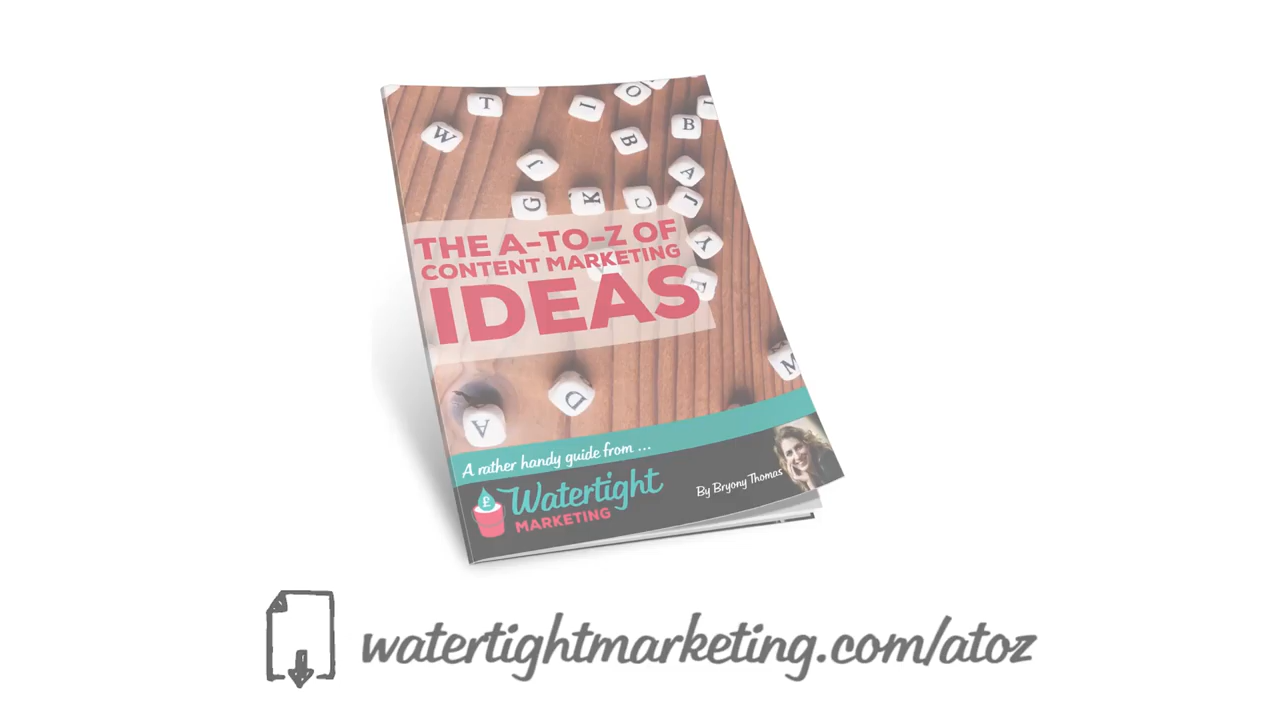 T
I
O
I
W
B
B
J
A
G
K
C
J
Y
THE A-TO-Z OF
CONTENT MARKETING
IDEAS
M
D
A
A rather handy guide from ...
£
Watertight
MARKETING
By Bryony Thomas
watertightmarketing.com/atoz